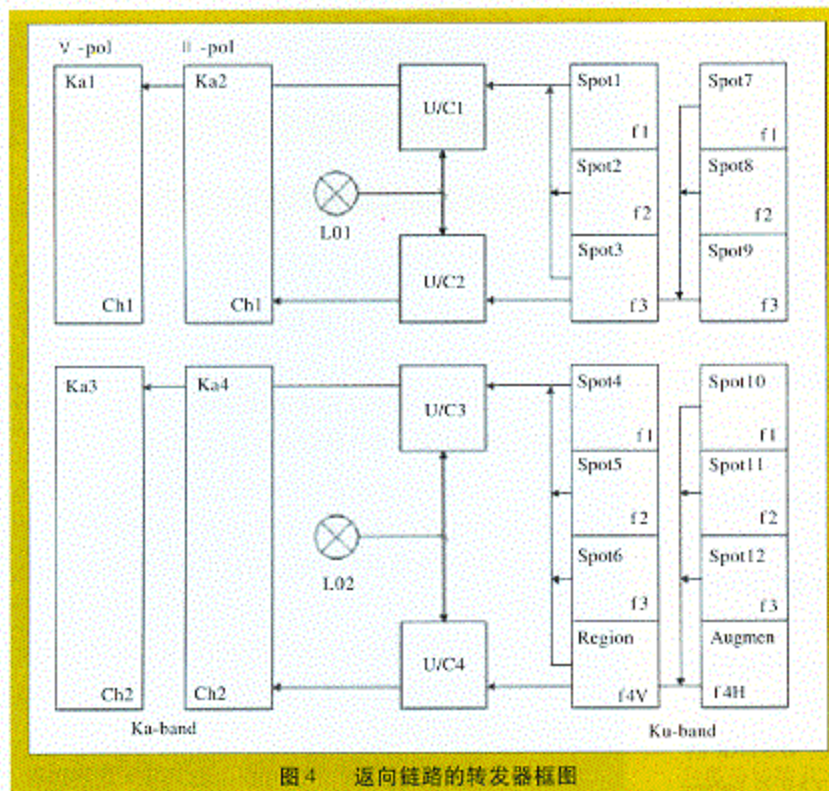 V -pol
II -pol
Ka1
Ka2
U/C1
Spot1
f1
Spot7
f1
Spot2
f2
Spot8
f2
L01
Spot3
f3
Spot9
f3
U/C2
Ch1
Ch1
Ka3
Ka4
U/C3
Spot4
f1
Spot10
f1
Spot5
f2
Spot11
f2
L02
Spot6
f3
Spot12
f3
U/C4
Region
f4V
Augmen
f4H
Ch2
Ch2
Ka-band
Ku-band
图4 返向链路的转发器框图